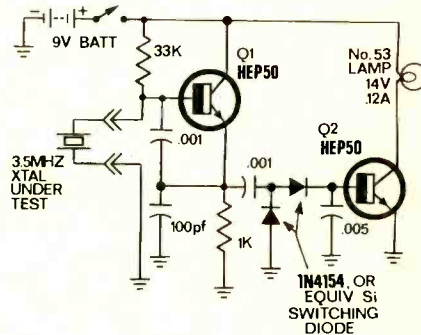 − +
9V BATT
33K
Q1
HEP50
No. 53
LAMP
14V
.12A
Q2
HEP50
.001
3.5MHZ
XTAL
UNDER
TEST
.001
100pf
1K
.005
1N4154, OR
EQUIV Si
SWITCHING
DIODE